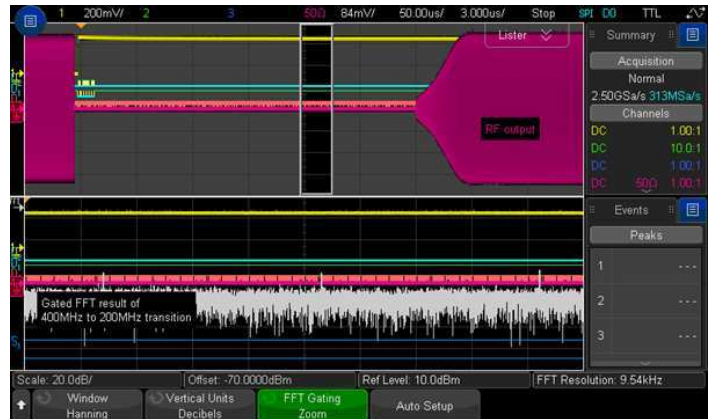 1 200mV/ 2 3 50Ω 84mV/ 50.00us/ 3.000us/ Stop SPI D0 TTL
Lister
RF output
Summary
Acquisition
Normal
2.50GSa/s 313MSa/s
Channels
DC 1.00:1
DC 10.0:1
DC 1.00:1
DC 50Ω 1.00:1
Events
Peaks
1 ---
2 ---
3 ---
Gated FFT result of
400MHz to 200MHz transition
Scale: 20.0dB/ Offset: -70.0000dBm Ref Level: 10.0dBm FFT Resolution: 9.54kHz
Window
Hanning
Vertical Units
Decibels
FFT Gating
Zoom
Auto Setup